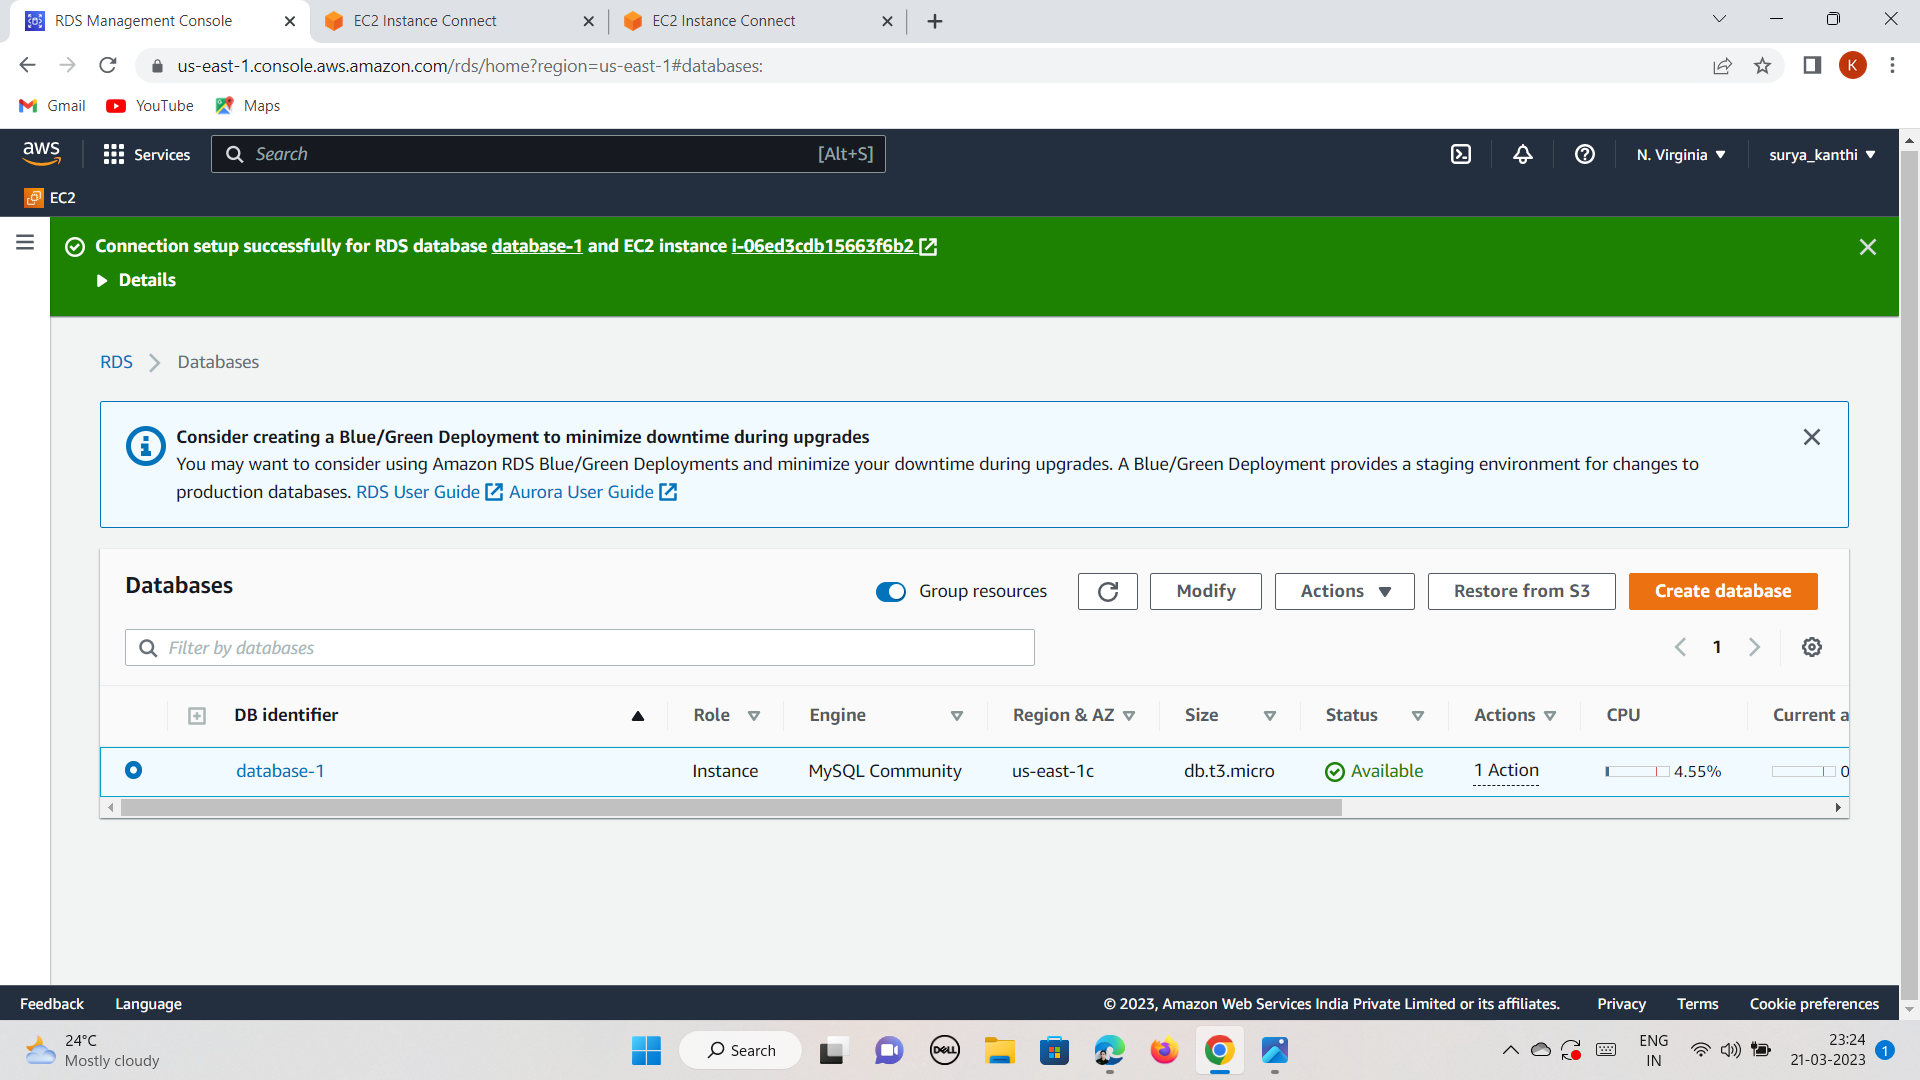 RDS Management Console
EC2 Instance Connect
EC2 Instance Connect
us-east-1.console.aws.amazon.com/rds/home?region=us-east-1#databases:
K
Gmail
YouTube
Maps
aws
Services
Search
[Alt+S]
N. Virginia
surya_kanthi
EC2
Connection setup successfully for RDS database database-1 and EC2 instance i-06ed3cdb15663f6b2
Details
RDS
Databases
Consider creating a Blue/Green Deployment to minimize downtime during upgrades
You may want to consider using Amazon RDS Blue/Green Deployments and minimize your downtime during upgrades. A Blue/Green Deployment provides a staging environment for changes to
production databases. RDS User Guide Aurora User Guide
Databases
Group resources
Modify
Actions
Restore from S3
Create database
Filter by databases
1
DB identifier
Role
Engine
Region & AZ
Size
Status
Actions
CPU
Current a
database-1
Instance
MySQL Community
us-east-1c
db.t3.micro
Available
1 Action
4.55%
0
Feedback
Language
© 2023, Amazon Web Services India Private Limited or its affiliates.
Privacy
Terms
Cookie preferences
24°C
Mostly cloudy
Search
DELL
ENG
IN
23:24
21-03-2023
1